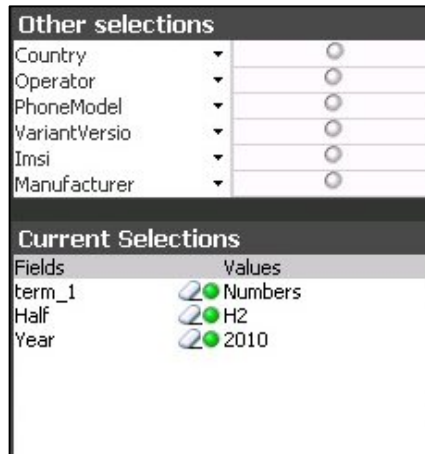 Other selections
Country
Operator
PhoneModel
VariantVersio
Imsi
Manufacturer
Current Selections
Fields Values
term_1 Numbers
Half H2
Year 2010